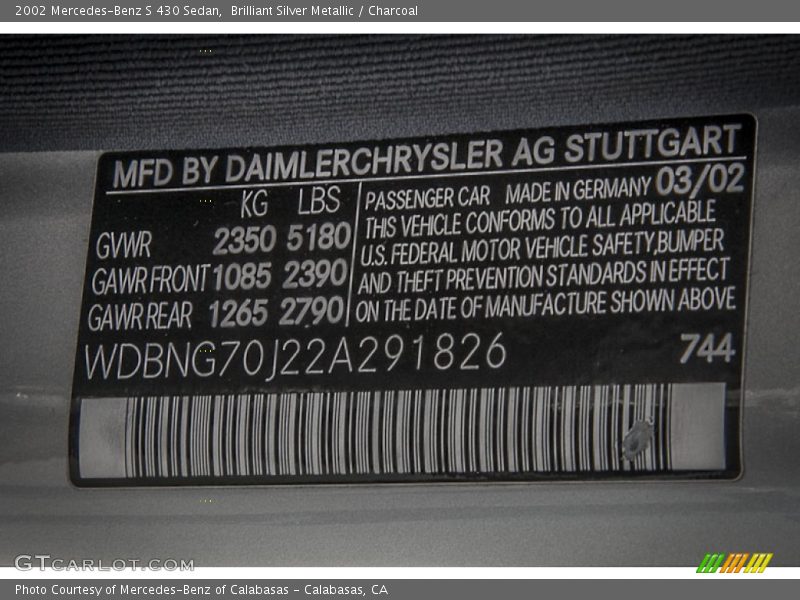 2002 Mercedes-Benz S 430 Sedan, Brilliant Silver Metallic / Charcoal
MFD BY DAIMLERCHRYSLER AG STUTTGART
KG LBS
GVWR 2350 5180
GAWR FRONT 1085 2390
GAWR REAR 1265 2790
PASSENGER CAR MADE IN GERMANY 03/02
THIS VEHICLE CONFORMS TO ALL APPLICABLE
U.S. FEDERAL MOTOR VEHICLE SAFETY, BUMPER
AND THEFT PREVENTION STANDARDS IN EFFECT
ON THE DATE OF MANUFACTURE SHOWN ABOVE
WDBNG70J22A291826 744
GTCARLOT.COM
Photo Courtesy of Mercedes-Benz of Calabasas - Calabasas, CA